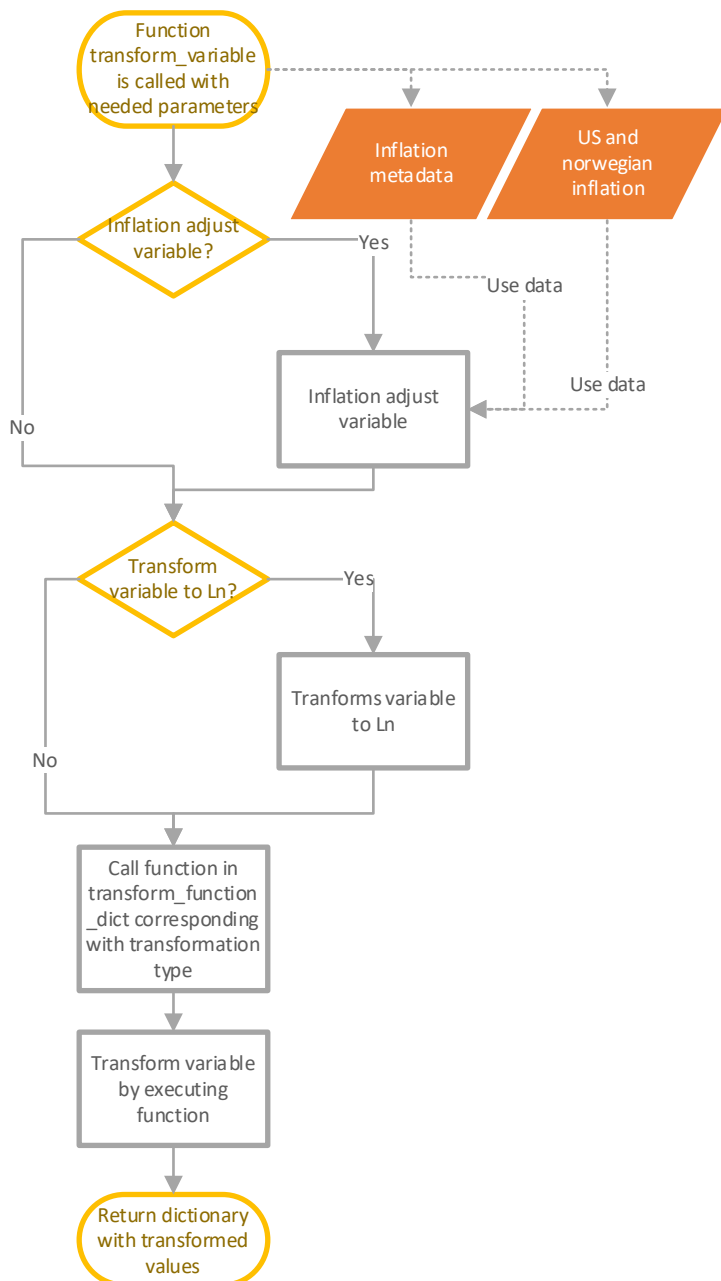 Function
transform_variable
is called with
needed parameters
Inflation
metadata
US and
norwegian
inflation
Inflation adjust
variable?
Yes
Use data
Use data
Inflation adjust
variable
No
Transform
variable to Ln?
Yes
Tranforms variable
to Ln
No
Call function in
transform_function
_dict corresponding
with transformation
type
Transform variable
by executing
function
Return dictionary
with transformed
values